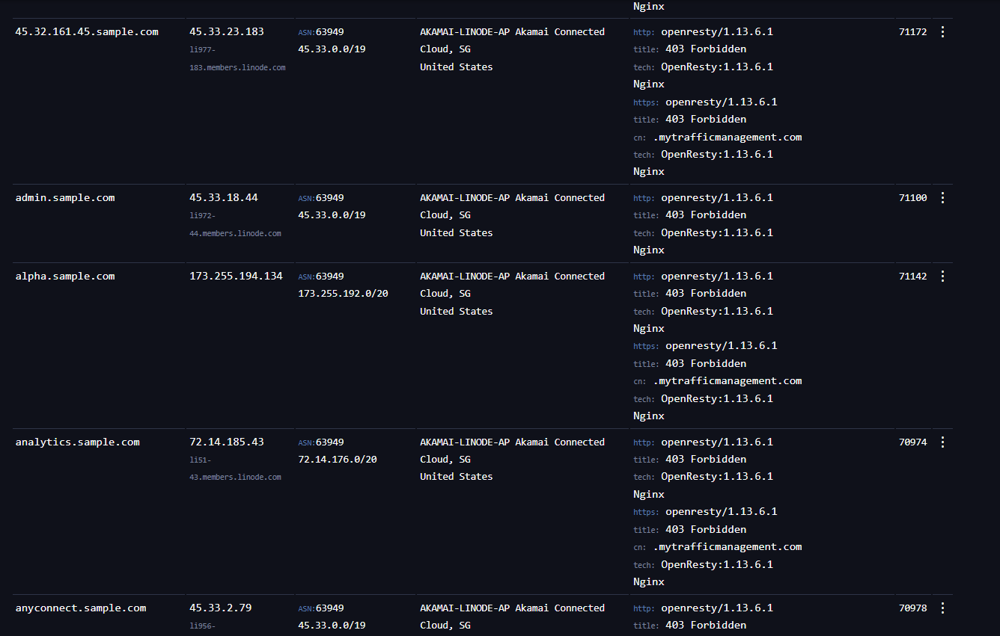 Nginx
45.32.161.45.sample.com 45.33.23.183 ASN:63949 AKAMAI-LINODE-AP Akamai Connected http: openresty/1.13.6.1 71172
li977- 45.33.0.0/19 Cloud, SG title: 403 Forbidden
183.members.linode.com United States tech: OpenResty:1.13.6.1
Nginx
https: openresty/1.13.6.1
title: 403 Forbidden
cn: .mytrafficmanagement.com
tech: OpenResty:1.13.6.1
Nginx
admin.sample.com 45.33.18.44 ASN:63949 AKAMAI-LINODE-AP Akamai Connected http: openresty/1.13.6.1 71100
li972- 45.33.0.0/19 Cloud, SG title: 403 Forbidden
44.members.linode.com United States tech: OpenResty:1.13.6.1
Nginx
alpha.sample.com 173.255.194.134 ASN:63949 AKAMAI-LINODE-AP Akamai Connected http: openresty/1.13.6.1 71142
173.255.192.0/20 Cloud, SG title: 403 Forbidden
United States tech: OpenResty:1.13.6.1
Nginx
https: openresty/1.13.6.1
title: 403 Forbidden
cn: .mytrafficmanagement.com
tech: OpenResty:1.13.6.1
Nginx
analytics.sample.com 72.14.185.43 ASN:63949 AKAMAI-LINODE-AP Akamai Connected http: openresty/1.13.6.1 70974
li51- 72.14.176.0/20 Cloud, SG title: 403 Forbidden
43.members.linode.com United States tech: OpenResty:1.13.6.1
Nginx
https: openresty/1.13.6.1
title: 403 Forbidden
cn: .mytrafficmanagement.com
tech: OpenResty:1.13.6.1
Nginx
anyconnect.sample.com 45.33.2.79 ASN:63949 AKAMAI-LINODE-AP Akamai Connected http: openresty/1.13.6.1 70978
li956- 45.33.0.0/19 Cloud, SG title: 403 Forbidden